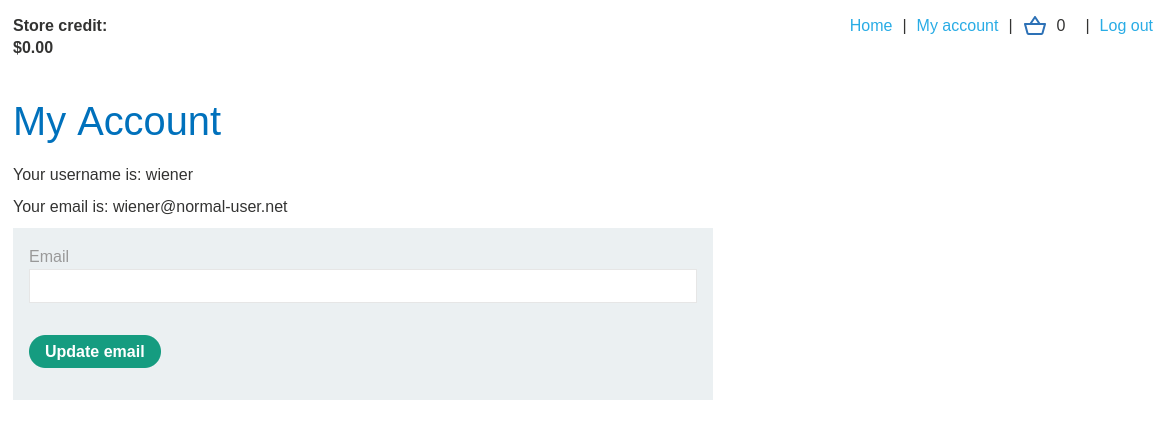 Store credit:
$0.00
Home | My account | 0 | Log out
My Account
Your username is: wiener
Your email is: wiener@normal-user.net
Email
Update email